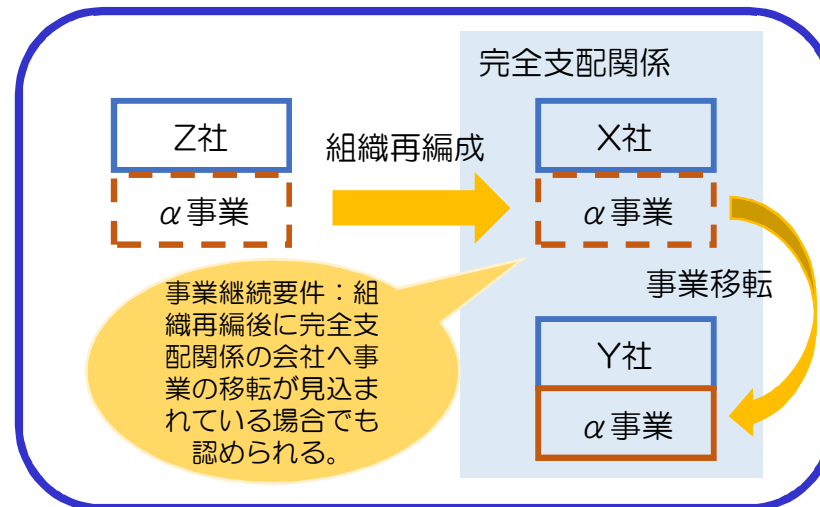 完全支配関係
Z社
α事業
組織再編成
X社
α事業
事業移転
事業継続要件：組
織再編後に完全支
配関係の会社へ事
業の移転が見込ま
れている場合でも
認められる。
Y社
α事業